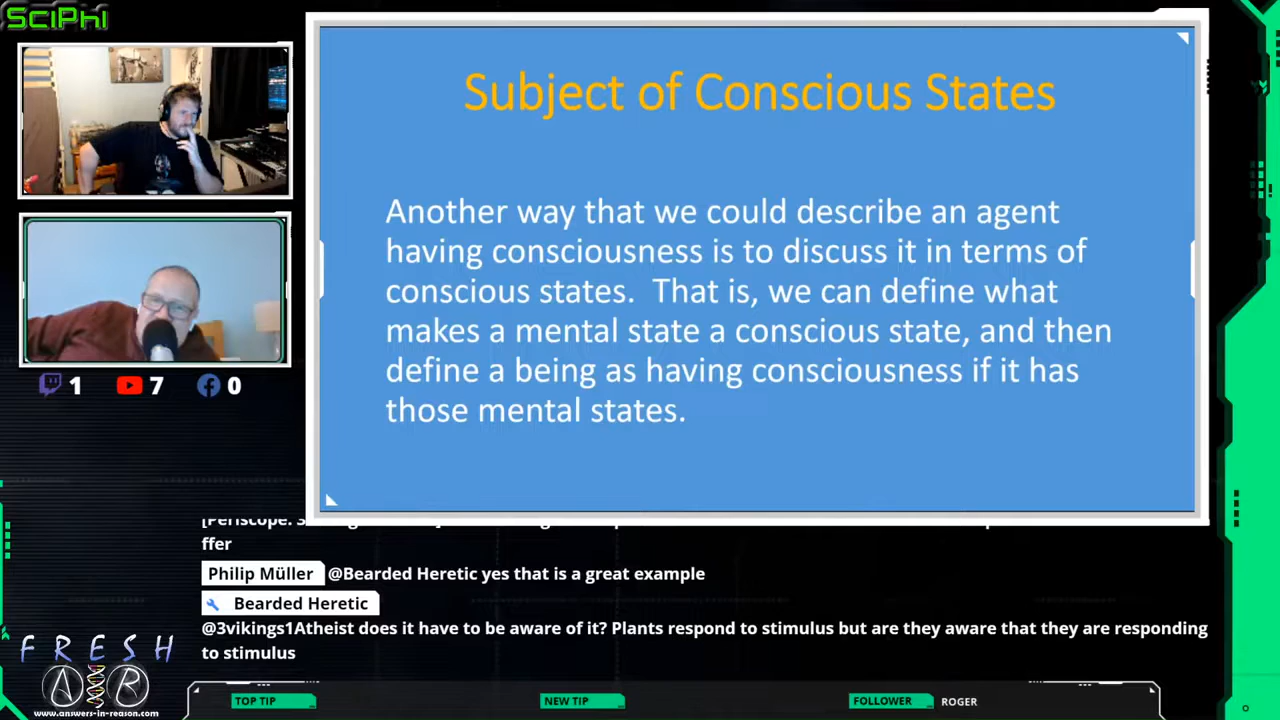 SciPhi
Subject of Conscious States
Another way that we could describe an agent
having consciousness is to discuss it in terms of
conscious states.  That is, we can define what
makes a mental state a conscious state, and then
define a being as having consciousness if it has
those mental states.
1 7 0
ffer
Philip Müller @Bearded Heretic yes that is a great example
Bearded Heretic
@3vikings1Atheist does it have to be aware of it? Plants respond to stimulus but are they aware that they are responding
to stimulus
FRESH
AiR
www.answers-in-reason.com
TOP TIP NEW TIP FOLLOWER ROGER